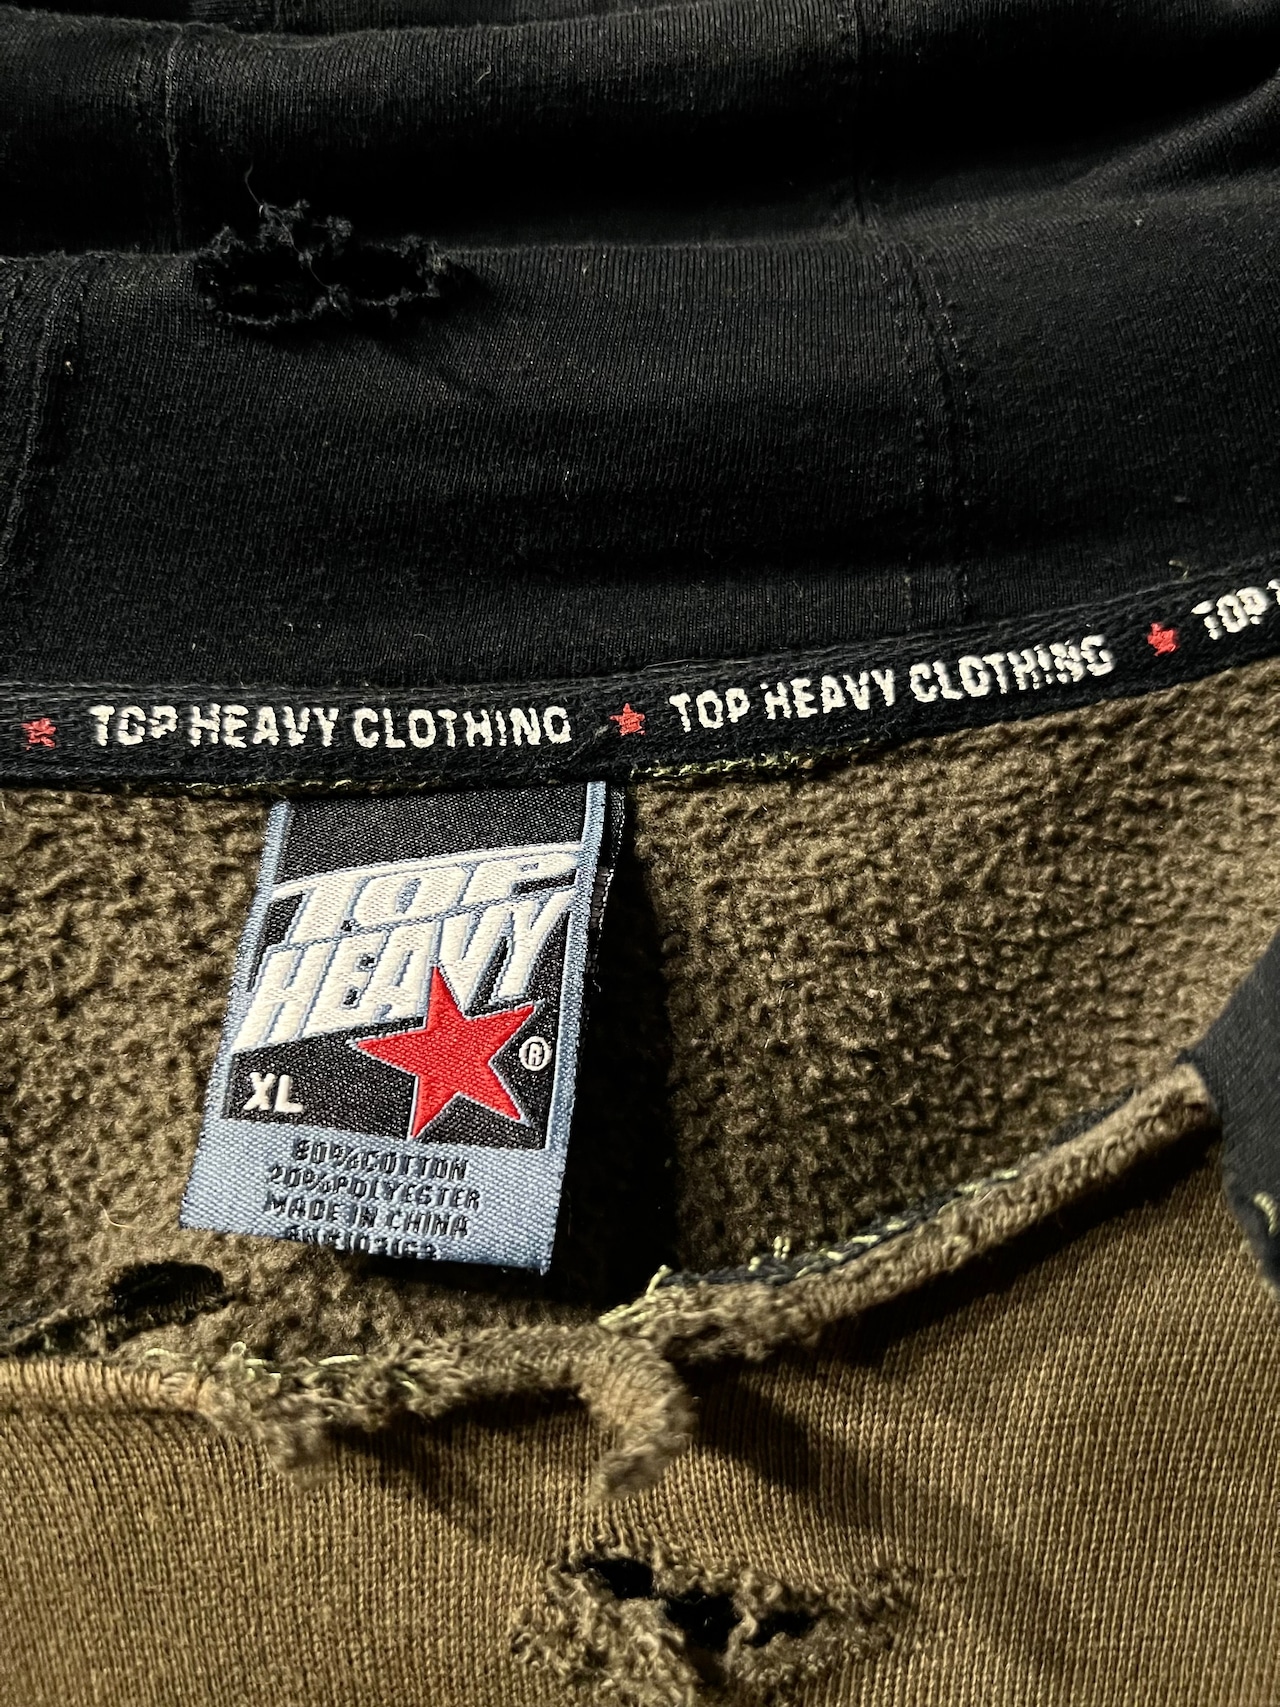 TOP HEAVY CLOTHING TOP HEAVY CLOTHING TOP
TOP
HEAVY
®
XL
80%COTTON
20%POLYESTER
MADE IN CHINA